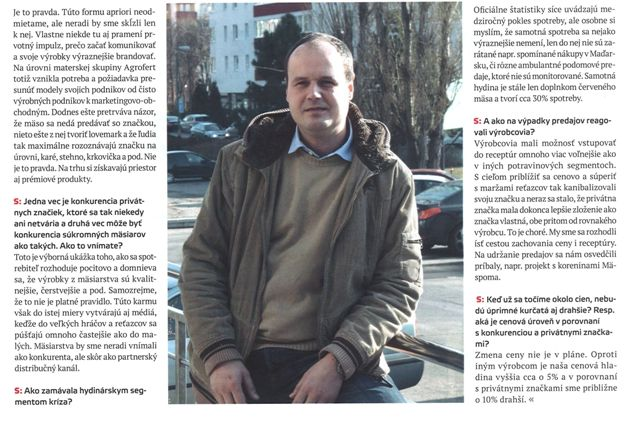 Je to pravda. Túto formu apriori neod-
mietame, ale neradi by sme skĺzli len
k nej. Vlastne niekde tu aj pramení pr-
votný impulz, prečo začať komunikovať
a svoje výrobky výraznejšie brandovať.
Na úrovni materskej skupiny Agrofert
totiž vznikla potreba a požiadavka pre-
sunúť modely svojich podnikov od čisto
výrobných podnikov k marketingovo-ob-
chodným. Dodnes ešte pretrváva názor,
že mäso sa nedá predávať so značkou,
nieto ešte z nej tvoriť lovemark a že ľudia
tak maximálne rozoznávajú značku na
úrovni, karé, stehno, krkovička a pod. Nie
je to pravda. Na trhu si získavajú priestor
aj prémiové produkty.
S: Jedna vec je konkurencia privát-
nych značiek, ktoré sa tak niekedy
ani netvária a druhá vec môže byť
konkurencia súkromných mäsiarov
ako takých. Ako to vnímate?
Toto je výborná ukážka toho, ako sa spot-
rebiteľ rozhoduje pocitovo a domnieva
sa, že výrobky z mäsiarstva sú kvalit-
nejšie, čerstvejšie a pod. Samozrejme,
že to nie je platné pravidlo. Túto karmu
však do istej miery vytvárajú aj médiá,
keďže do veľkých hráčov a reťazcov sa
púšťajú omnoho častejšie ako do ma-
lých. Mäsiarstva by sme neradi vnímali
ako konkurenta, ale skôr ako partnerský
distribučný kanál.
S: Ako zamávala hydinárskym seg-
mentom kríza?
Oficiálne štatistiky síce uvádzajú me-
dziročný pokles spotreby, ale osobne si
myslím, že samotná spotreba sa nejako
výraznejšie nemení, len do nej nie sú za-
rátané napr. spomínané nákupy v Maďar-
sku, či rôzne ambulantné podomové pre-
daje, ktoré nie sú monitorované. Samotná
hydina je stále len doplnkom červeného
mäsa a tvorí cca 30% spotreby.
S: A ako na výpadky predajov reago-
vali výrobcovia?
Výrobcovia mali možnosť vstupovať
do receptúr omnoho viac voľnejšie ako
v iných potravinových segmentoch.
S cieľom priblížiť sa cenovo a súperiť
s maržami reťazcov tak kanibalizovali
svoju značku a neraz sa stalo, že privátna
značka mala dokonca lepšie zloženie ako
značka vlastná, obe pritom od rovnakého
výrobcu. To je choré. My sme sa rozhodli
ísť cestou zachovania ceny i receptúry.
Na udržanie predajov sa nám osvedčili
príbaly, napr. projekt s koreninami Mä-
spoma.
S: Keď už sa točíme okolo cien, nebu-
dú úprimné kurčatá aj drahšie? Resp.
aká je cenová úroveň v porovnaní
s konkurenciou a privátnymi značka-
mi?
Zmena ceny nie je v pláne. Oproti
iným výrobcom je naša cenová hla-
dina vyššia cca o 5% a v porovnaní
s privátnymi značkami sme približne
o 10% drahší. «